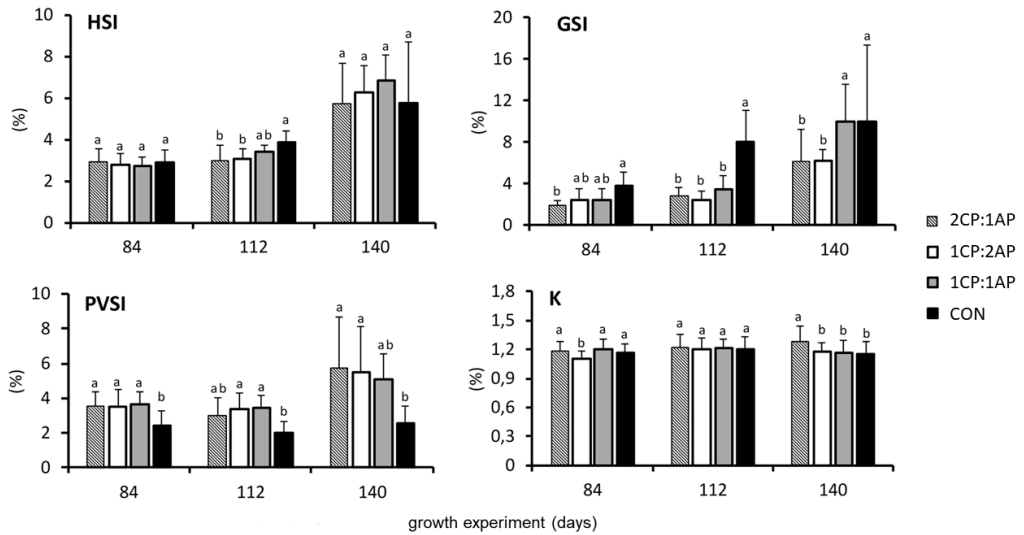 HSI
10
8
6
4
2
0
(%)
a a a a
b b ab a
a a a a
84 112 140
GSI
20
16
12
8
4
0
(%)
b ab ab a
b b b a
b b a a
84 112 140
PVSI
10
8
6
4
2
0
(%)
a a a b
ab a a b
a a ab b
84 112 140
K
1,8
1,5
1,2
0,9
0,6
0,3
0
(%)
a b a a
a a a a
a b b b
84 112 140
2CP:1AP
1CP:2AP
1CP:1AP
CON
growth experiment (days)